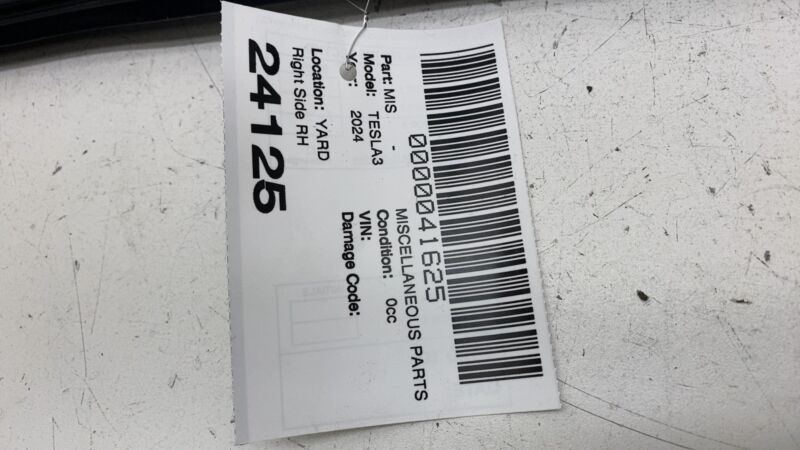 0000041625
Part: MIS - MISCELLANEOUS PARTS
Model: TESLA3 Condition: 0cc
Year: 2024 VIN:
Damage Code:
Location: YARD
Right Side RH
24125